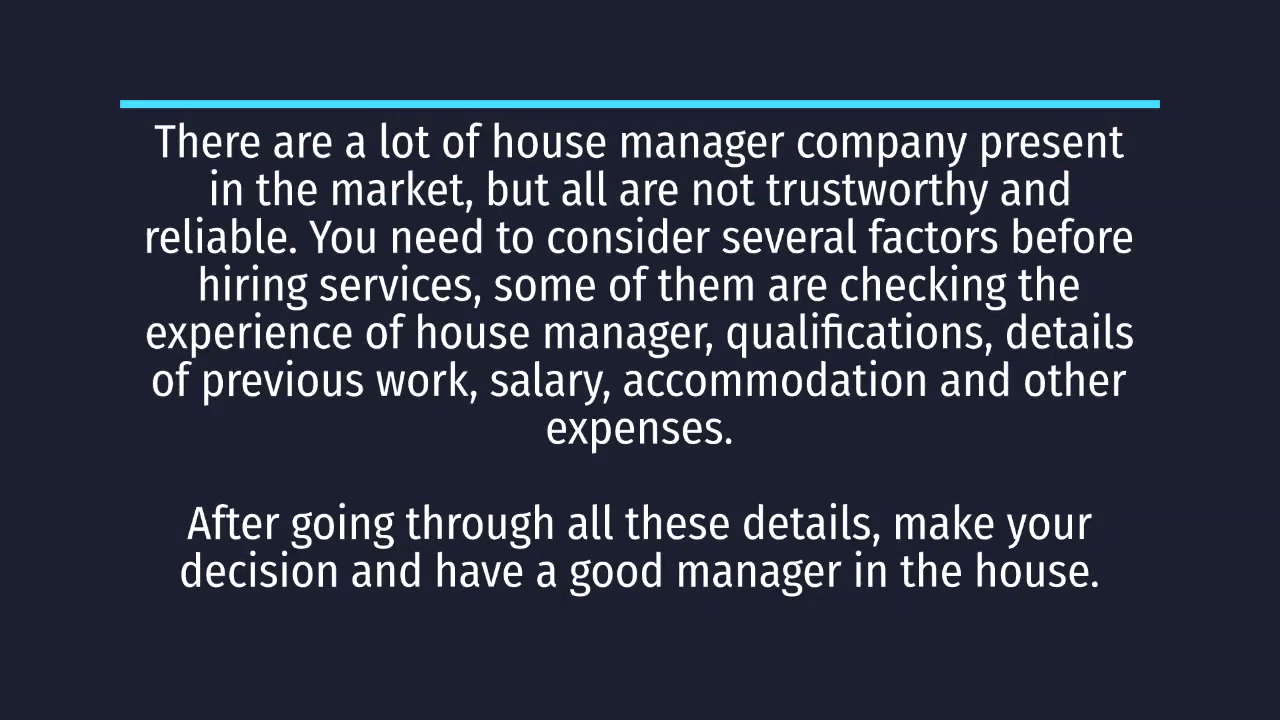 There are a lot of house manager company present
in the market, but all are not trustworthy and
reliable. You need to consider several factors before
hiring services, some of them are checking the
experience of house manager, qualifications, details
of previous work, salary, accommodation and other
expenses.
After going through all these details, make your
decision and have a good manager in the house.